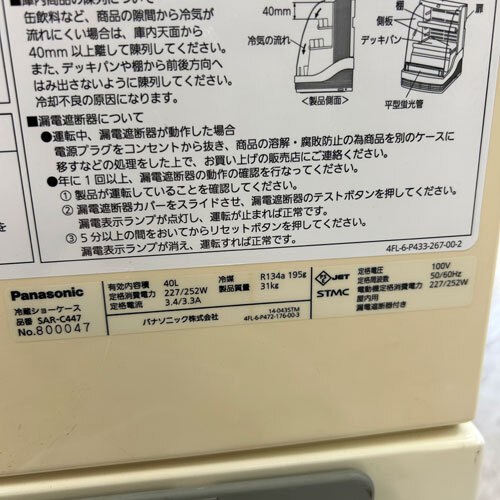 ■庫内商品の陳列について
缶飲料など、商品の隙間から冷気が
流れにくい場合は、庫内天面から
40mm以上離して陳列してください。
また、デッキパンや棚から前後方向へ
はみ出さないように陳列してください。
冷却不良の原因になります。
40mm
冷気の流れ
<製品側面>
棚
側板
デッキパン
扉
平型蛍光管
■漏電遮断器について
●運転中、漏電遮断器が動作した場合
電源プラグをコンセントから抜き、商品の溶解・腐敗防止の為商品を別のケースに
移すなどの処理をした上で、お買い上げの販売店にご連絡ください。
●年に1回以上、漏電遮断器の動作の確認を行なってください。
① 製品が運転していることを確認してください。
② 漏電遮断器カバーをスライドさせ、漏電遮断器のテストボタンを押してください。
漏電表示ランプが点灯し、運転が止まれば正常です。
③ 5分以上の間をおいてからリセットボタンを押してください。
漏電表示ランプが消え、運転すれば正常です。
4FL-6-P433-267-00-2
を
です
Panasonic
冷蔵ショーケース
品番 SAR-C447
No.800047
有効内容積 40L
定格消費電力 227/252W
定格電流 3.4/3.3A
冷媒 R134a 195g
製品質量 31kg
パナソニック株式会社
14-0435TM
4FL-6-P472-176-00-3
JET
STMC
定格電圧 100V
定格周波数 50/60Hz
電動機定格消費電力 227/252W
屋内用
漏電遮断器付き